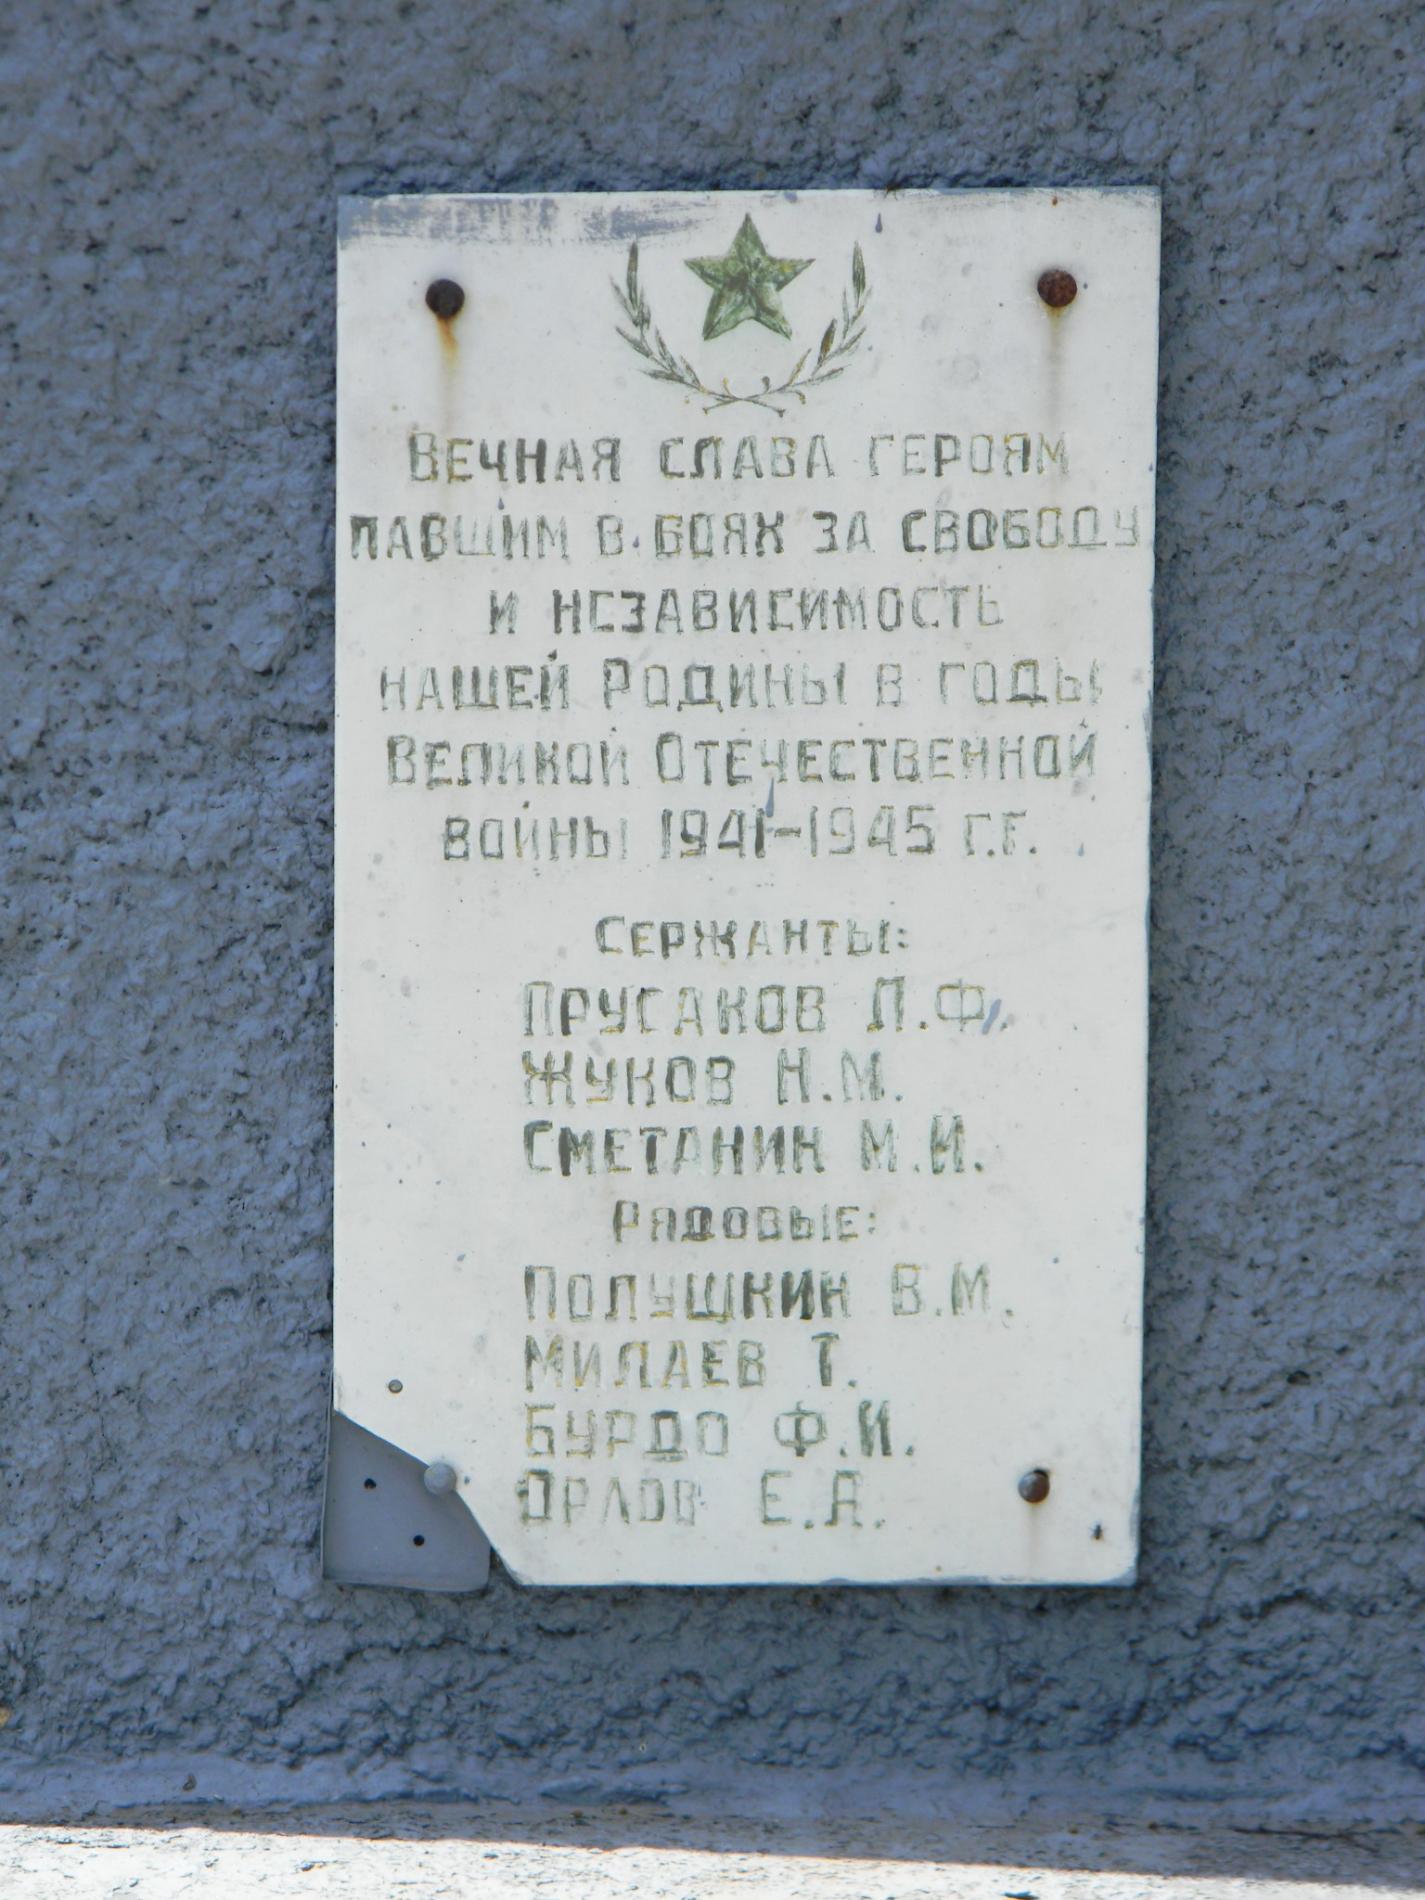 Вечная слава героям
павшим в боях за свободу
и независимость
нашей Родины в годы
Великой Отечественной
войны 1941-1945 г.г.
Сержанты:
Прусаков Л.Ф.
Жуков Н.М.
Сметанин М.И.
Рядовые:
Полушкин В.М.
Милаев Т.
Бурдо Ф.И.
Орлов Е.А.